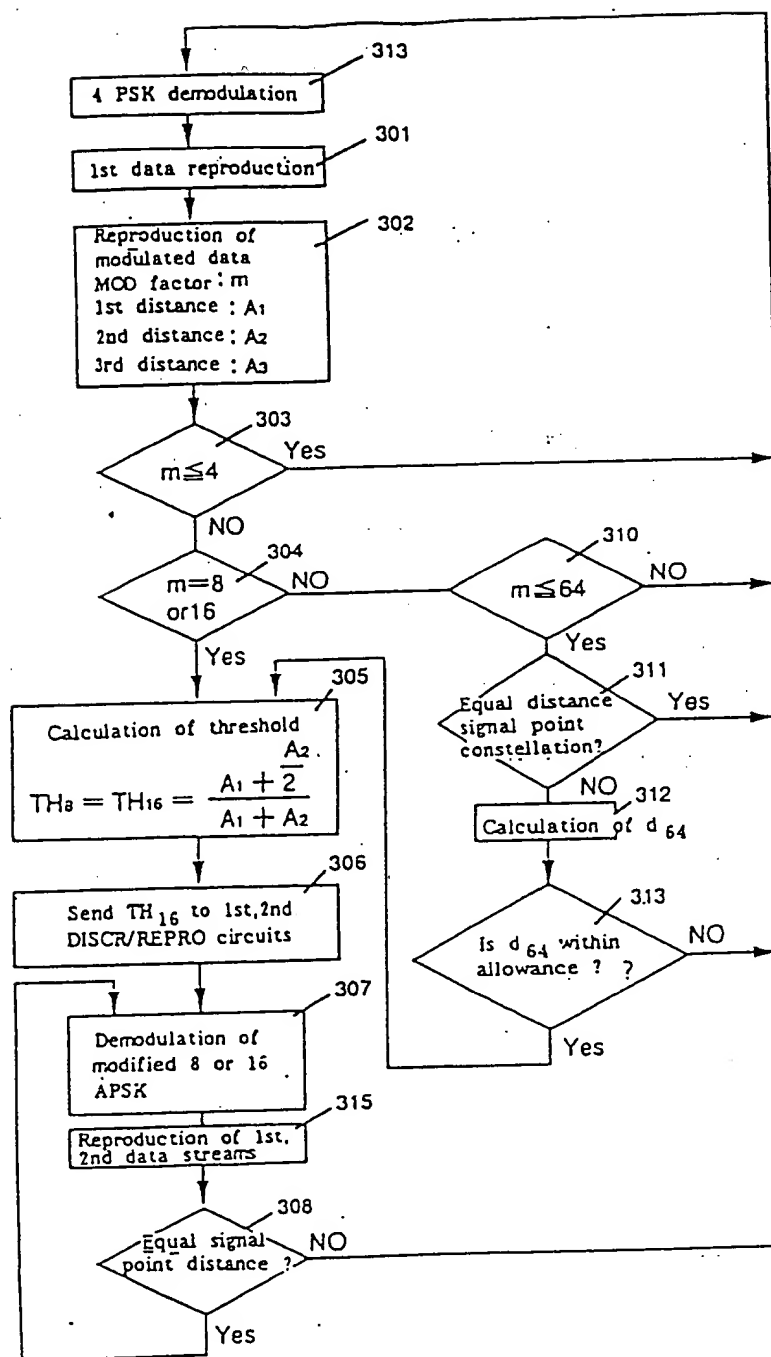 313
4 PSK demodulation
301
1st data reproduction
302
Reproduction of
modulated data
MOD factor : m
1st distance : A1
2nd distance : A2
3rd distance : A3
303
m≦4
Yes
NO
304
m=8
or16
NO
Yes
310
m≦64
NO
Yes
311
Equal distance
signal point
constellation?
Yes
NO
312
Calculation of d 64
313
Is d 64 within
allowance ? ?
NO
Yes
305
Calculation of threshold
TH8 = TH16 = (A1 + A2/2) / (A1 + A2)
306
Send TH16 to 1st,2nd
DISCR/REPRO circuits
307
Demodulation of
modified 8 or 16
APSK
315
Reproduction of 1st,
2nd data streams
308
Equal signal
point distance ?
NO
Yes